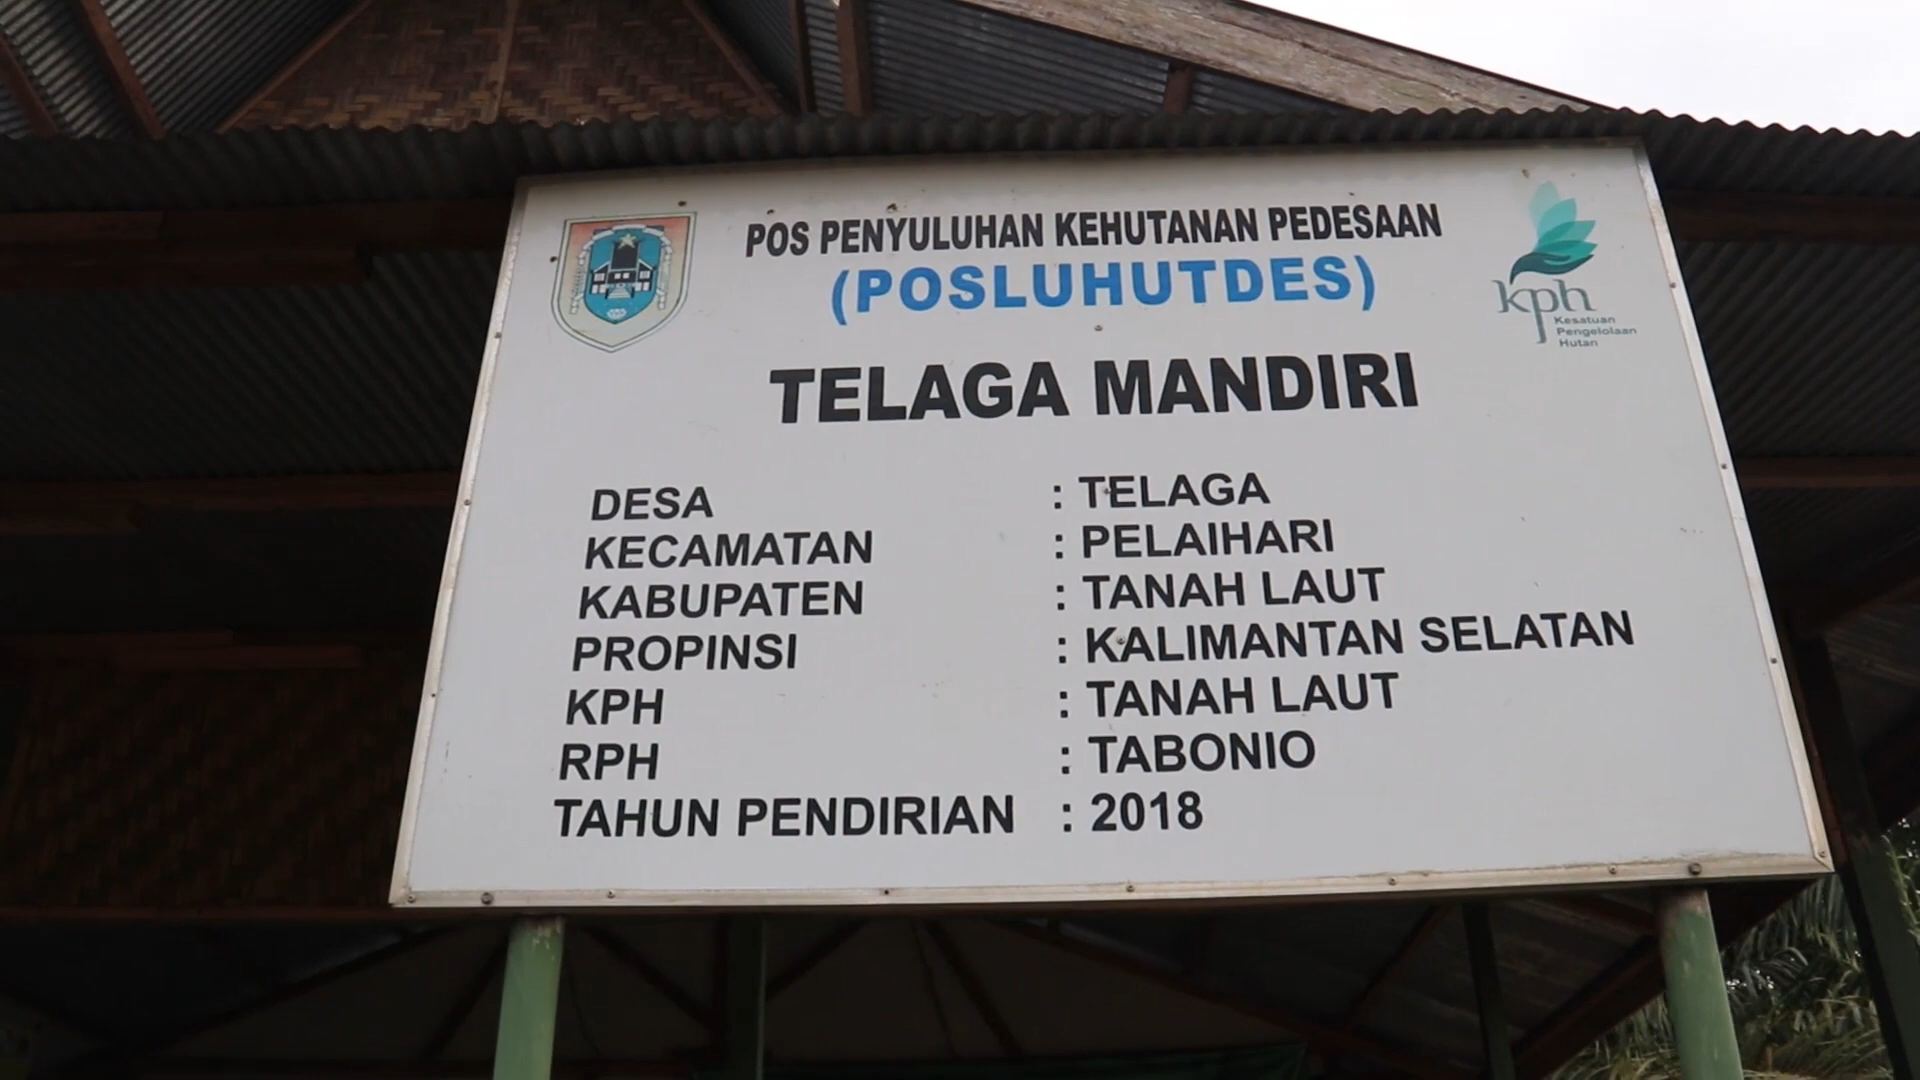 POS PENYULUHAN KEHUTANAN PEDESAAN
(POSLUHUTDES)
kph
Kesatuan
Pengelolaan
Hutan
TELAGA MANDIRI
DESA : TELAGA
KECAMATAN : PELAIHARI
KABUPATEN : TANAH LAUT
PROPINSI : KALIMANTAN SELATAN
KPH : TANAH LAUT
RPH : TABONIO
TAHUN PENDIRIAN : 2018